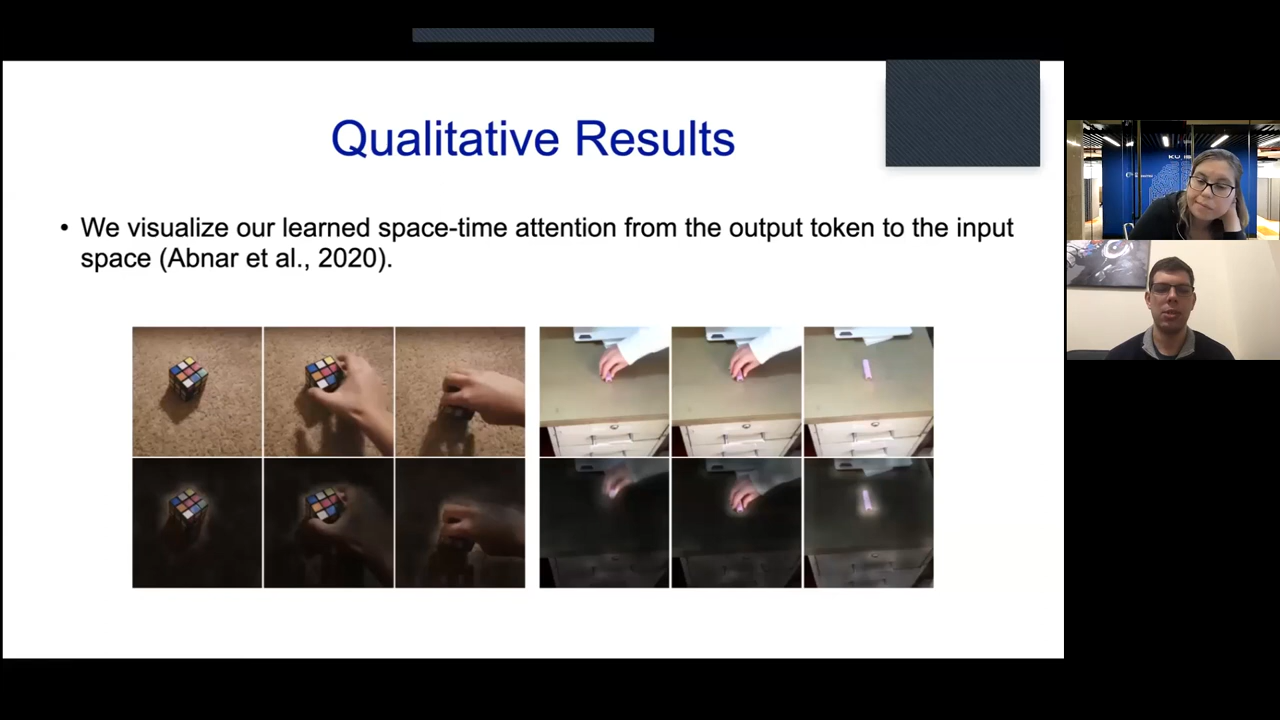 Qualitative Results
• We visualize our learned space-time attention from the output token to the input
space (Abnar et al., 2020).